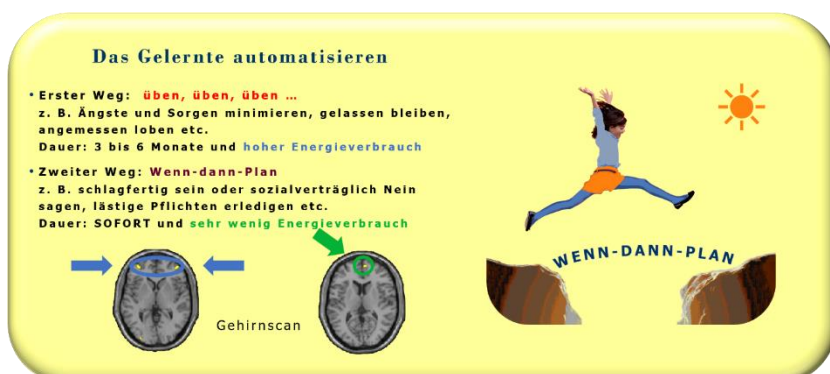 Das Gelernte automatisieren
• Erster Weg: üben, üben, üben ...
z. B. Ängste und Sorgen minimieren, gelassen bleiben,
angemessen loben etc.
Dauer: 3 bis 6 Monate und hoher Energieverbrauch
• Zweiter Weg: Wenn-dann-Plan
z. B. schlagfertig sein oder sozialverträglich Nein
sagen, lästige Pflichten erledigen etc.
Dauer: SOFORT und sehr wenig Energieverbrauch
Gehirnscan
WENN-DANN-PLAN